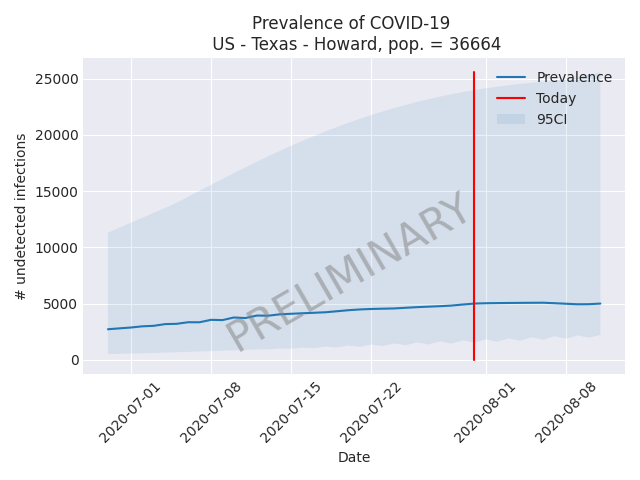 Prevalence of COVID-19
US - Texas - Howard, pop. = 36664
# undetected infections
25000
20000
15000
10000
5000
0
Prevalence
Today
95CI
PRELIMINARY
2020-07-01
2020-07-08
2020-07-15
2020-07-22
2020-08-01
2020-08-08
Date